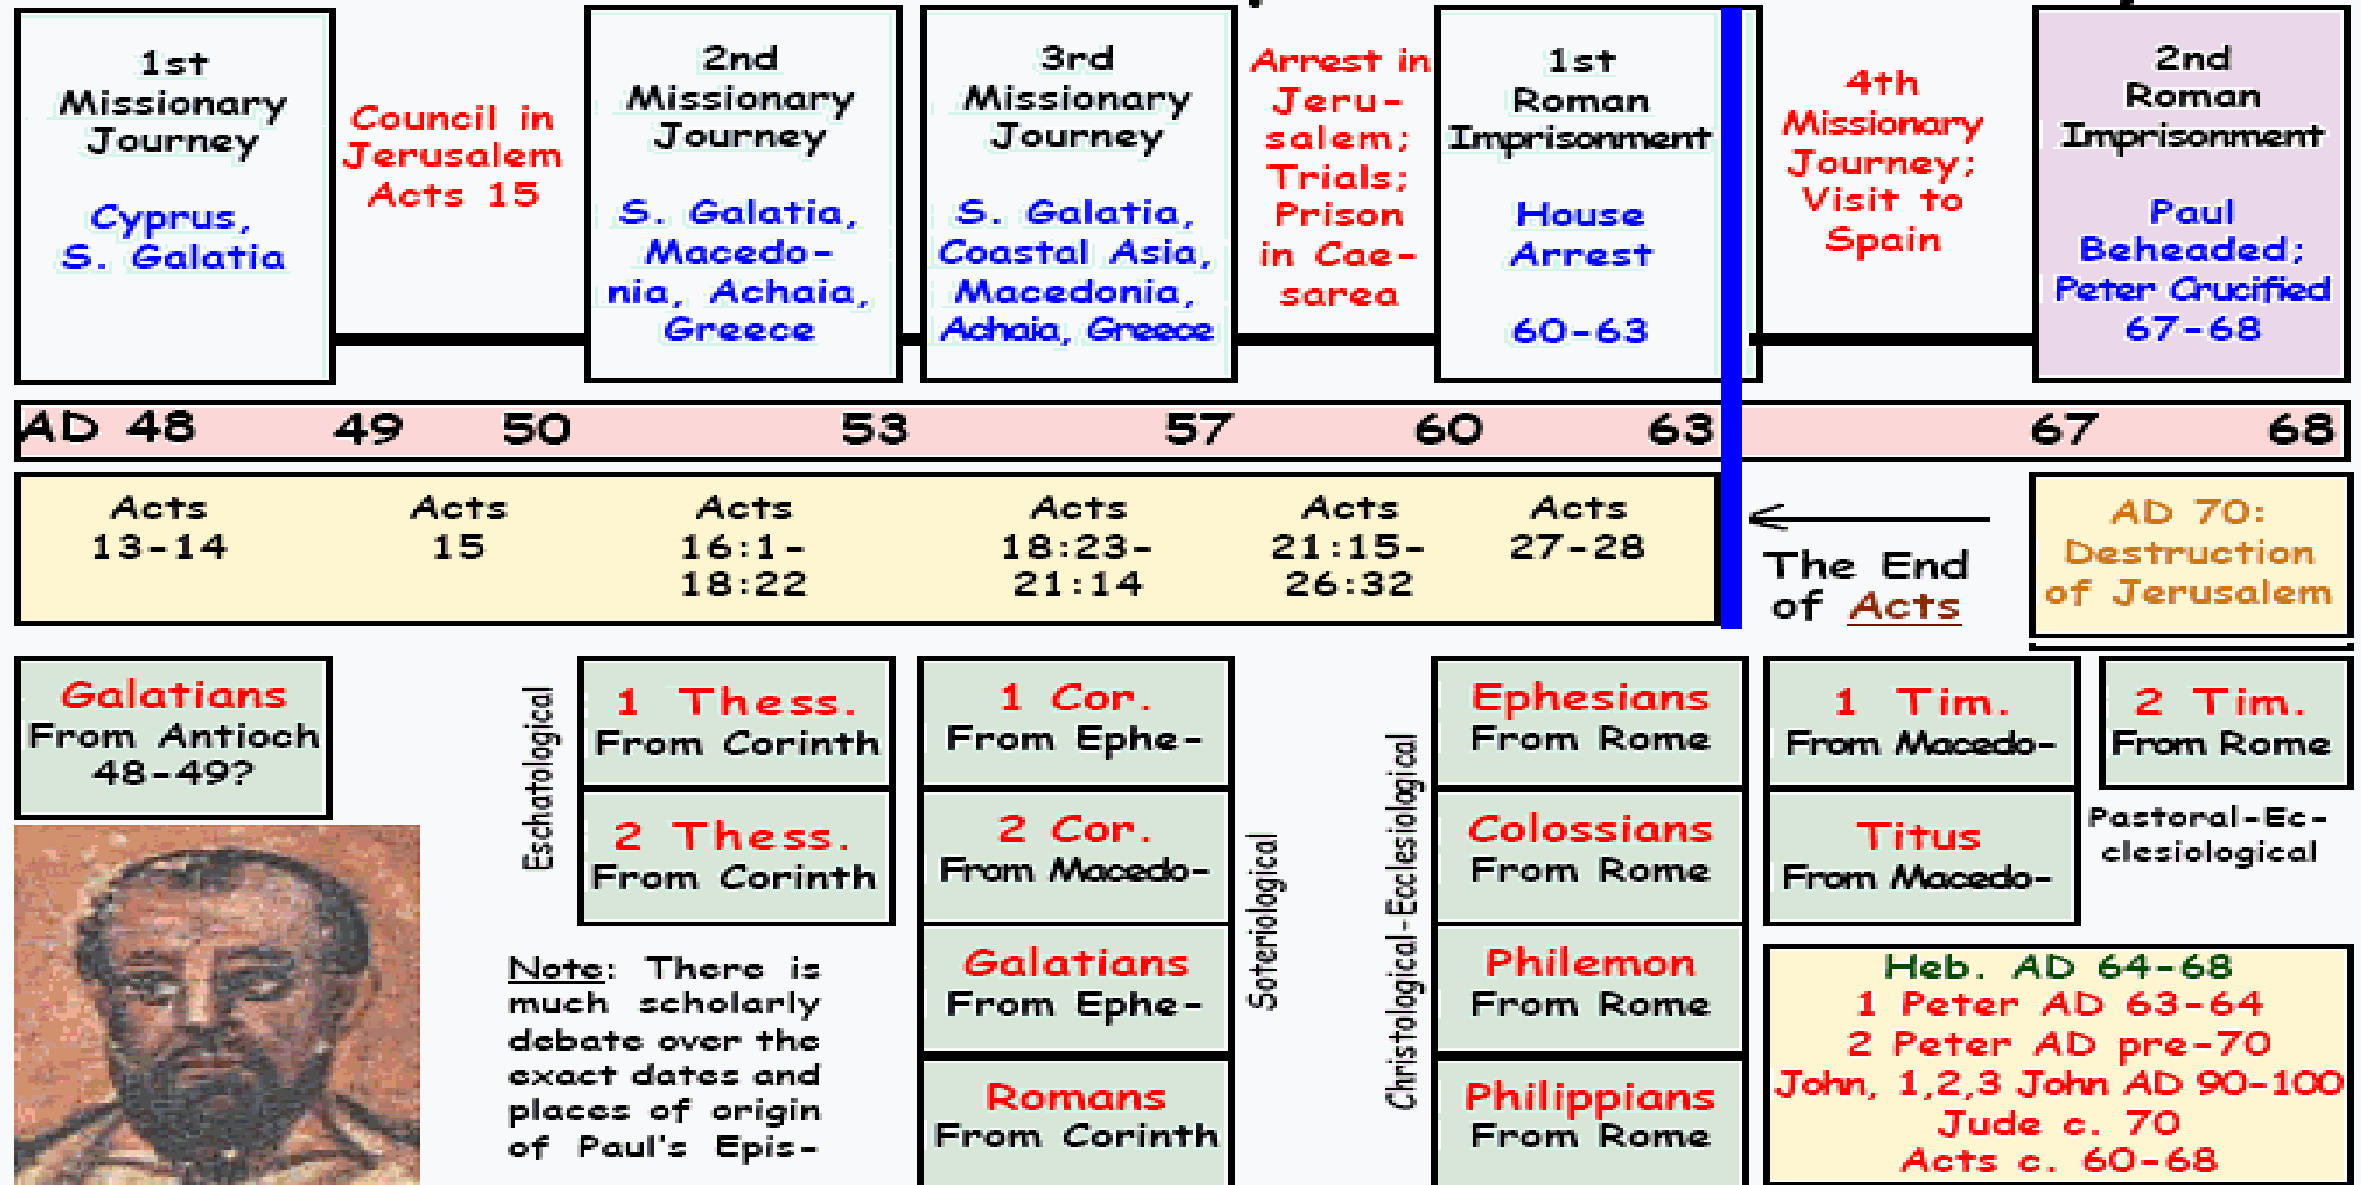 1st
Missionary
Journey
Cyprus,
S. Galatia
Council in
Jerusalem
Acts 15
2nd
Missionary
Journey
S. Galatia,
Macedo-
nia, Achaia,
Greece
3rd
Missionary
Journey
S. Galatia,
Coastal Asia,
Macedonia,
Achaia, Greece
Arrest in
Jeru-
salem;
Trials;
Prison
in Cae-
sarea
1st
Roman
Imprisonment
House
Arrest
60-63
4th
Missionary
Journey;
Visit to
Spain
2nd
Roman
Imprisonment
Paul
Beheaded;
Peter Crucified
67-68
AD 48 49 50 53 57 60 63 67 68
Acts
13-14
Acts
15
Acts
16:1-
18:22
Acts
18:23-
21:14
Acts
21:15-
26:32
Acts
27-28
The End
of Acts
AD 70:
Destruction
of Jerusalem
Galatians
From Antioch
48-49?
Eschatological
1 Thess.
From Corinth
2 Thess.
From Corinth
Note: There is
much scholarly
debate over the
exact dates and
places of origin
of Paul's Epis-
1 Cor.
From Ephe-
2 Cor.
From Macedo-
Galatians
From Ephe-
Romans
From Corinth
Soteriological
Christological-Ecclesiological
Ephesians
From Rome
Colossians
From Rome
Philemon
From Rome
Philippians
From Rome
1 Tim.
From Macedo-
Titus
From Macedo-
2 Tim.
From Rome
Pastoral-Ec-
clesiological
Heb. AD 64-68
1 Peter AD 63-64
2 Peter AD pre-70
John, 1,2,3 John AD 90-100
Jude c. 70
Acts c. 60-68